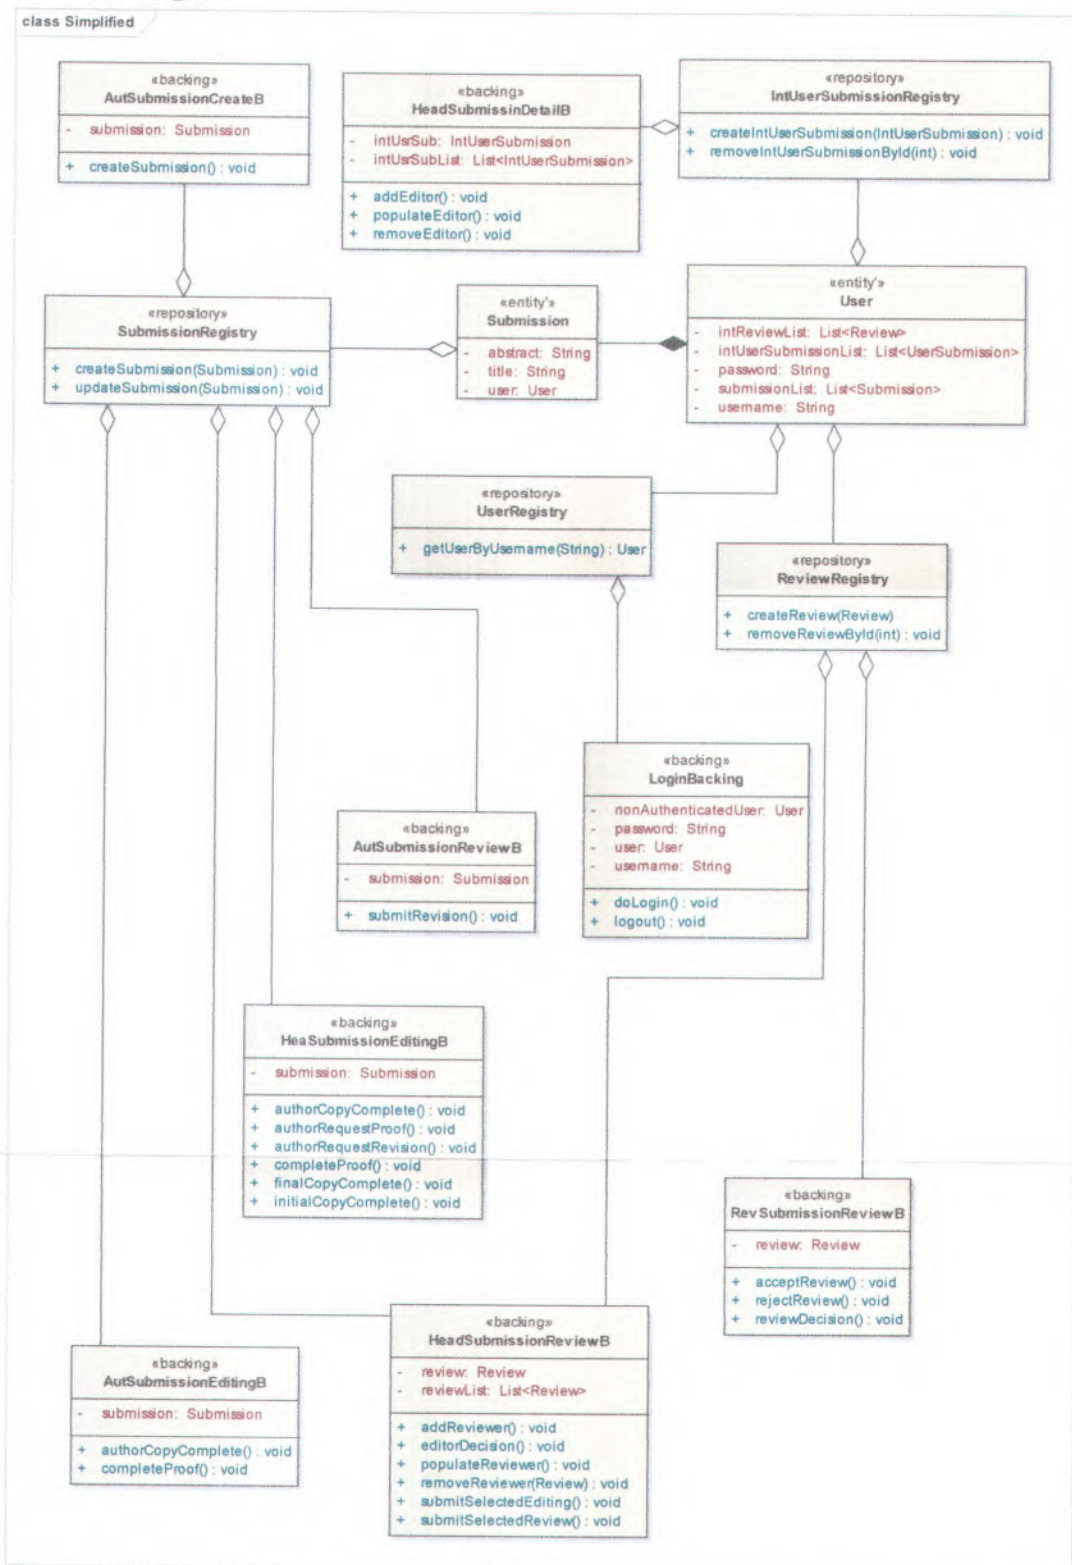 class Simplified
«backing»
AutSubmissionCreateB
- submission: Submission
+ createSubmission() : void
«backing»
HeadSubmissinDetailB
- intUsrSub: IntUserSubmission
- intUsrSubList: List<IntUserSubmission>
+ addEditor() : void
+ populateEditor() : void
+ removeEditor() : void
«repository»
IntUserSubmissionRegistry
+ createIntUserSubmission(IntUserSubmission) : void
+ removeIntUserSubmissionById(int) : void
«repository»
SubmissionRegistry
+ createSubmission(Submission) : void
+ updateSubmission(Submission) : void
«entity's»
Submission
- abstract: String
- title: String
- user: User
«entity's»
User
- intReviewList: List<Review>
- intUserSubmissionList: List<UserSubmission>
- password: String
- submissionList: List<Submission>
- username: String
«repository»
UserRegistry
+ getUserByUsername(String) : User
«repository»
ReviewRegistry
+ createReview(Review)
+ removeReviewById(int) : void
«backing»
LoginBacking
- nonAuthenticatedUser: User
- password: String
- user: User
- username: String
+ doLogin() : void
+ logout() : void
«backing»
AutSubmissionReviewB
- submission: Submission
+ submitRevision() : void
«backing»
HeaSubmissionEditingB
- submission: Submission
+ authorCopyComplete() : void
+ authorRequestProof() : void
+ authorRequestRevision() : void
+ completeProof() : void
+ finalCopyComplete() : void
+ initialCopyComplete() : void
«backing»
RevSubmissionReviewB
- review: Review
+ acceptReview() : void
+ rejectReview() : void
+ reviewDecision() : void
«backing»
AutSubmissionEditingB
- submission: Submission
+ authorCopyComplete() : void
+ completeProof() : void
«backing»
HeadSubmissionReviewB
- review: Review
- reviewList: List<Review>
+ addReviewer() : void
+ editorDecision() : void
+ populateReviewer() : void
+ removeReviewer(Review) : void
+ submitSelectedEditing() : void
+ submitSelectedReview() : void